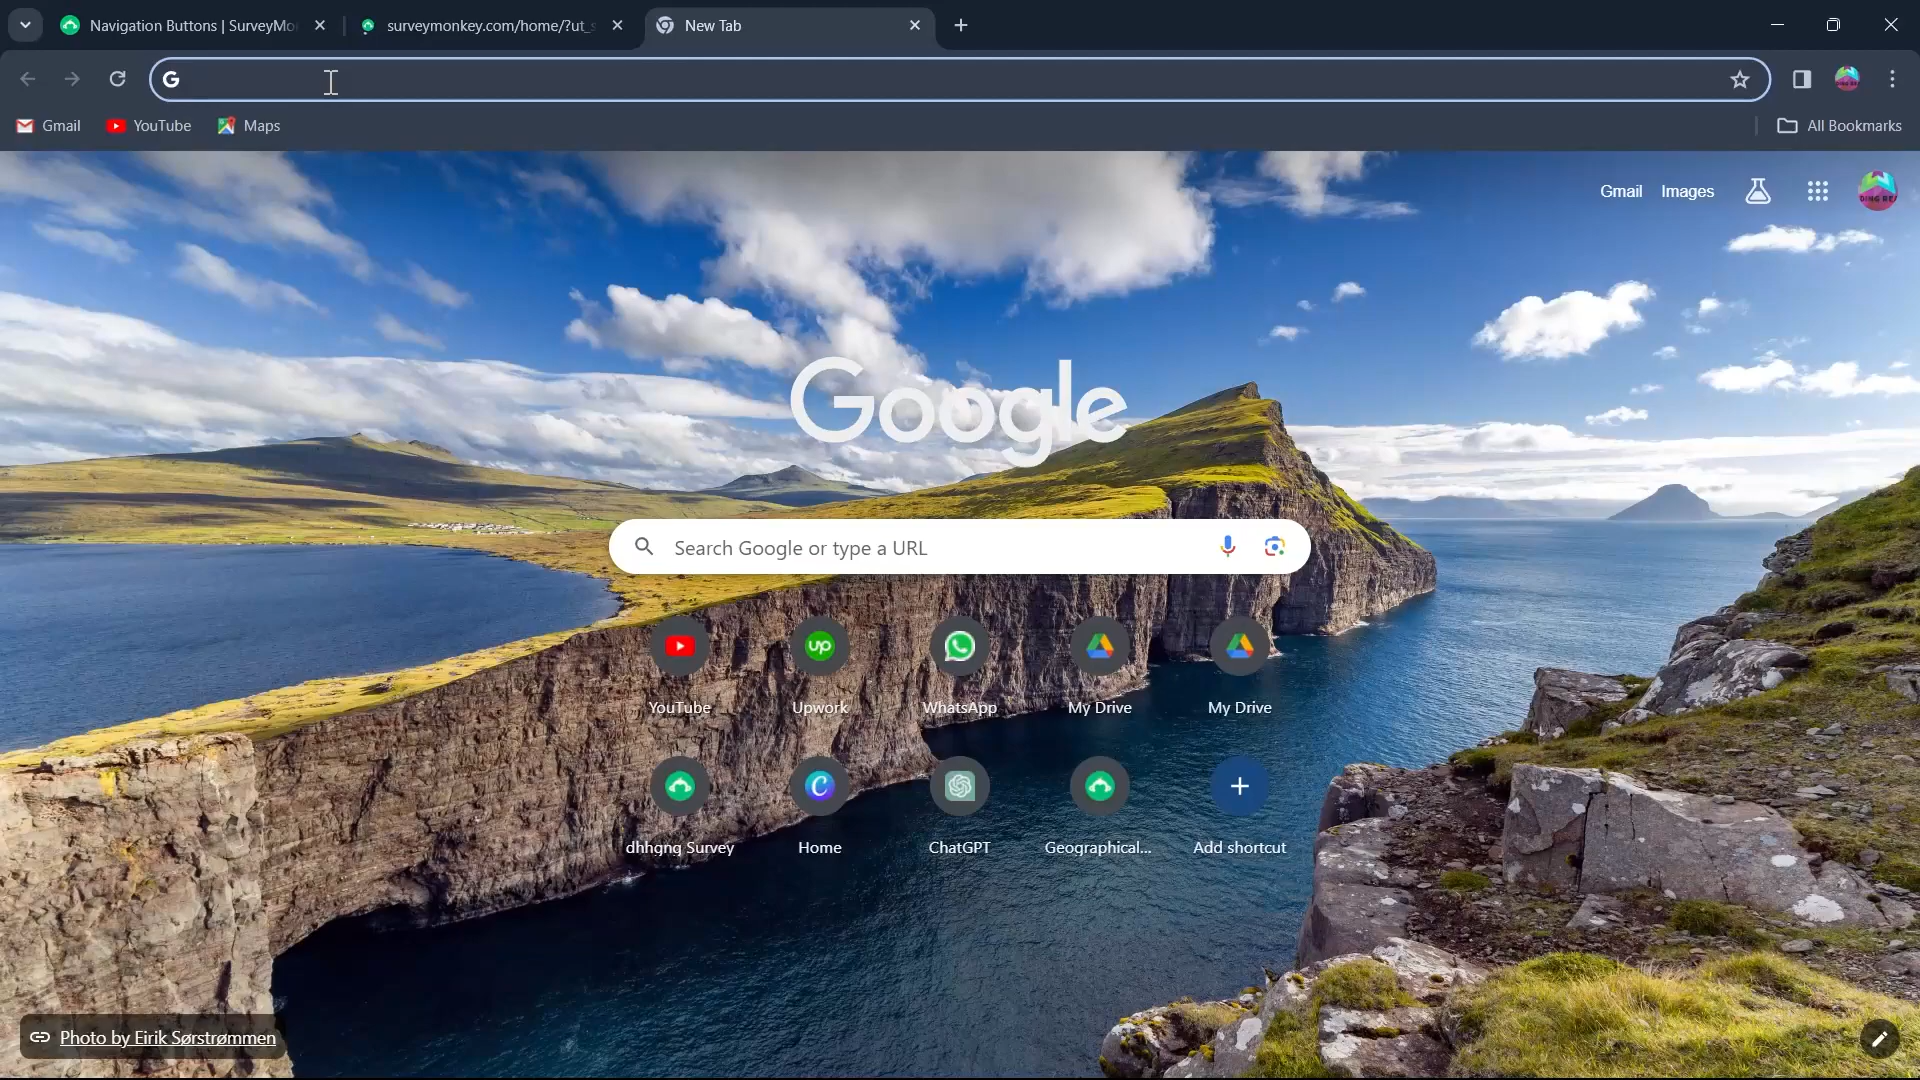 Navigation Buttons | SurveyMo
surveymonkey.com/home/?ut_s
New Tab
Gmail
YouTube
Maps
All Bookmarks
Gmail
Images
Google
Search Google or type a URL
YouTube
Upwork
WhatsApp
My Drive
My Drive
dhhgng Survey
Home
ChatGPT
Geographical...
Add shortcut
Photo by Eirik Sørstrømmen